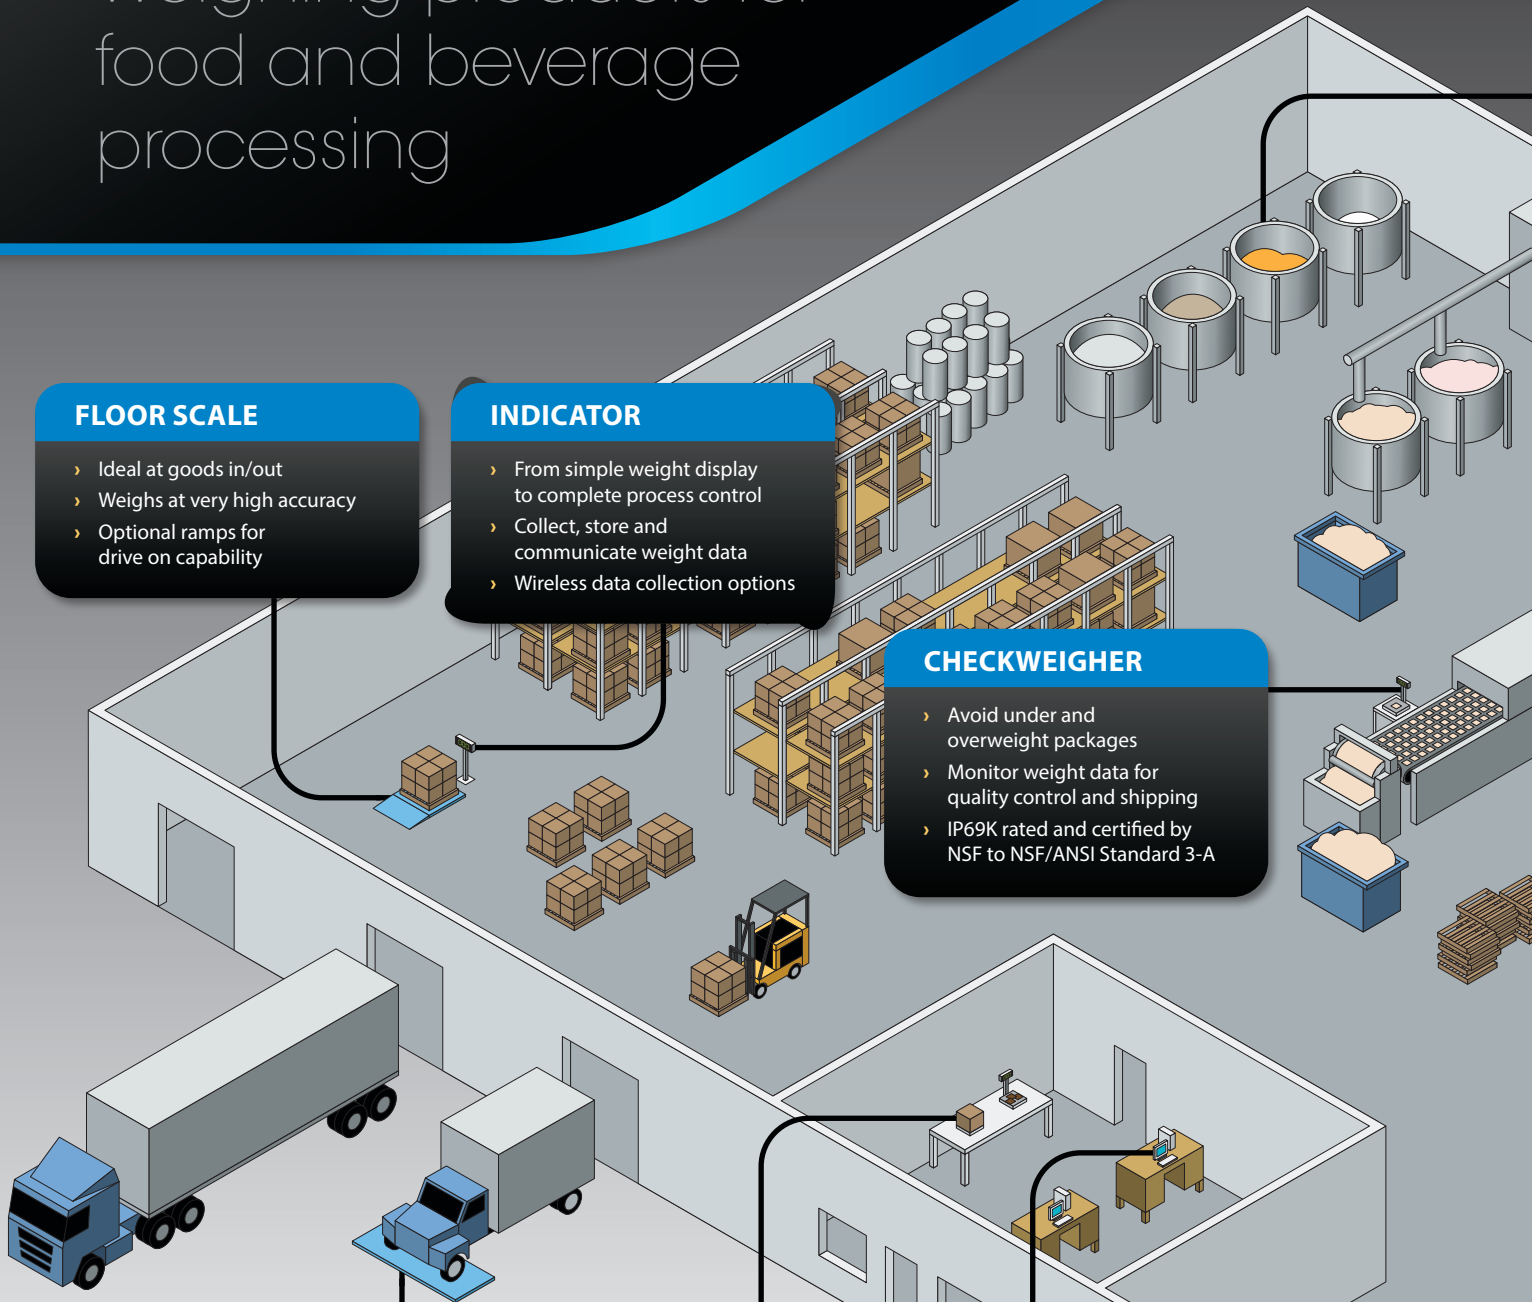 weighing products for
food and beverage
processing
FLOOR SCALE
› Ideal at goods in/out
› Weighs at very high accuracy
› Optional ramps for
drive on capability
INDICATOR
› From simple weight display
to complete process control
› Collect, store and
communicate weight data
› Wireless data collection options
CHECKWEIGHER
› Avoid under and
overweight packages
› Monitor weight data for
quality control and shipping
› IP69K rated and certified by
NSF to NSF/ANSI Standard 3-A